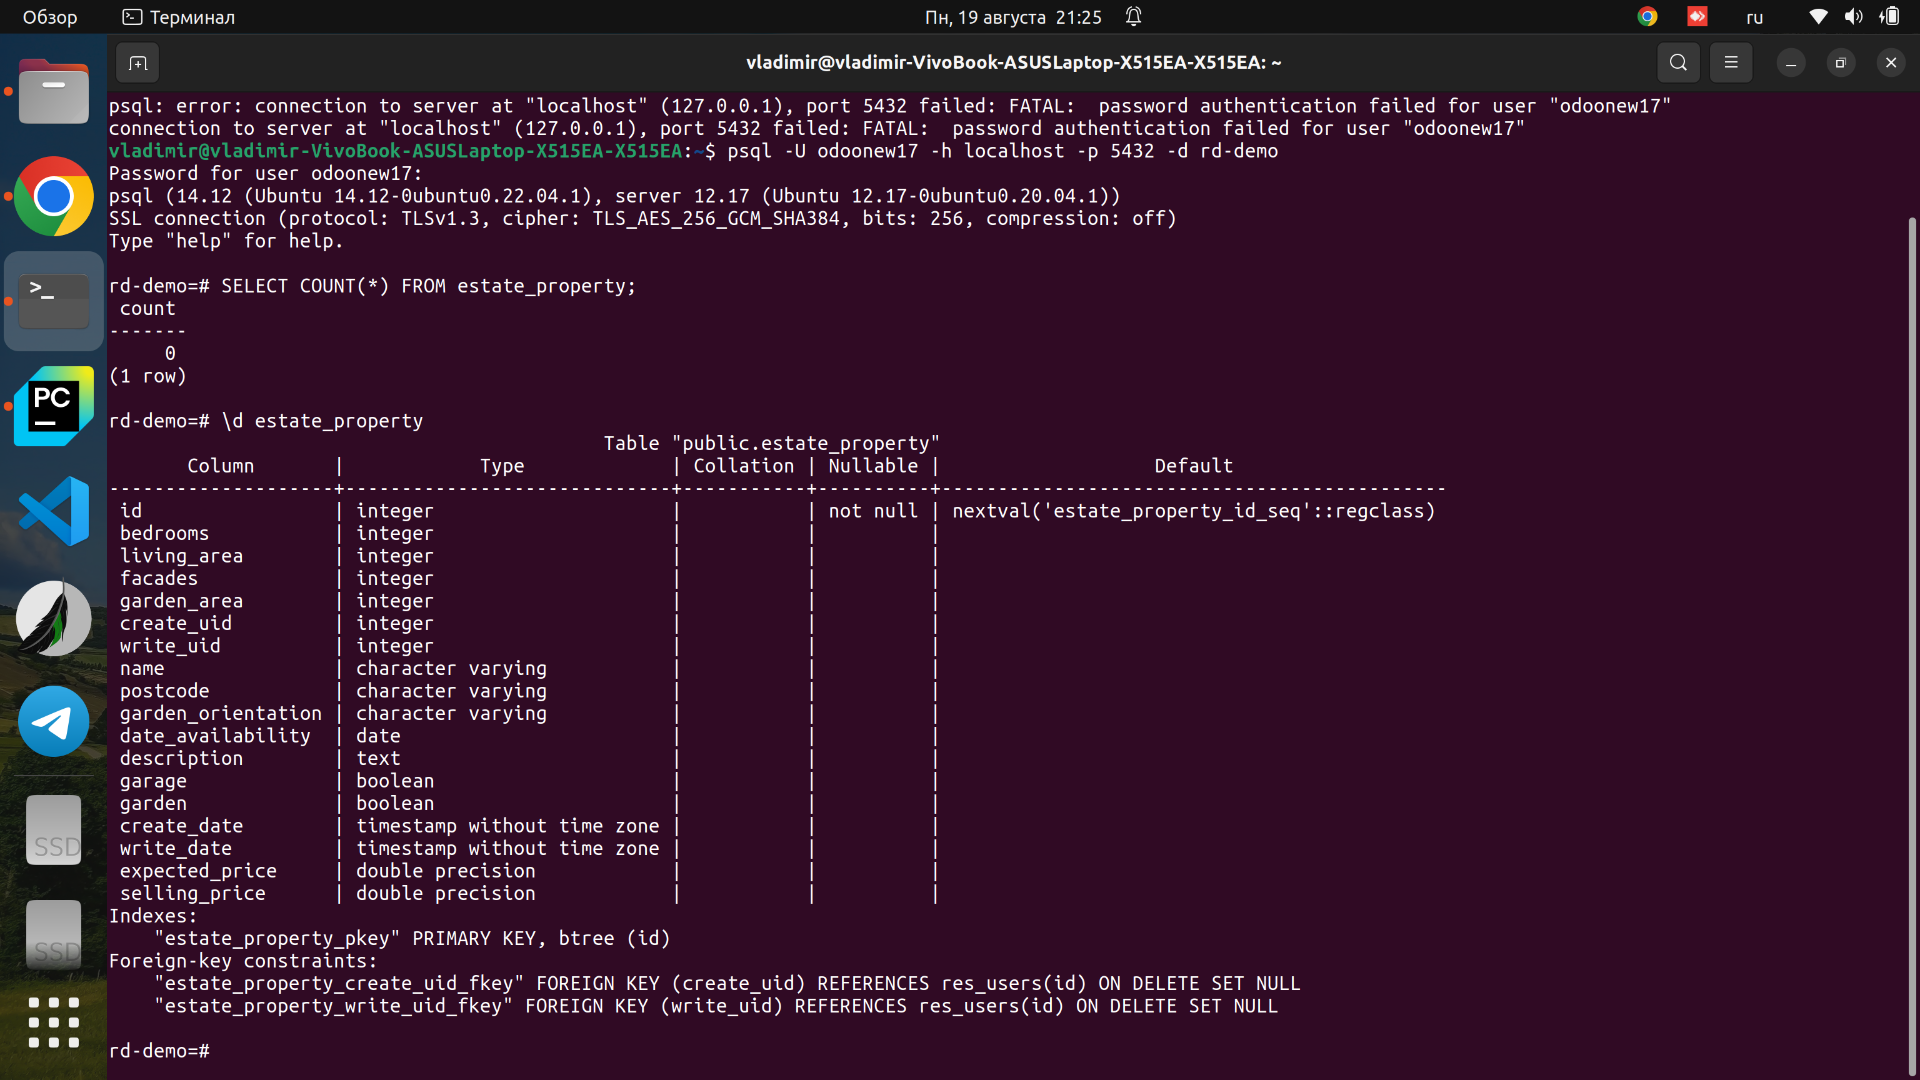 Обзор
Терминал
Пн, 19 августа 21:25
ru
vladimir@vladimir-VivoBook-ASUSLaptop-X515EA-X515EA: ~
psql: error: connection to server at "localhost" (127.0.0.1), port 5432 failed: FATAL:  password authentication failed for user "odoonew17"
connection to server at "localhost" (127.0.0.1), port 5432 failed: FATAL:  password authentication failed for user "odoonew17"
vladimir@vladimir-VivoBook-ASUSLaptop-X515EA-X515EA:~$ psql -U odoonew17 -h localhost -p 5432 -d rd-demo
Password for user odoonew17:
psql (14.12 (Ubuntu 14.12-0ubuntu0.22.04.1), server 12.17 (Ubuntu 12.17-0ubuntu0.20.04.1))
SSL connection (protocol: TLSv1.3, cipher: TLS_AES_256_GCM_SHA384, bits: 256, compression: off)
Type "help" for help.
rd-demo=# SELECT COUNT(*) FROM estate_property;
 count
-------
     0
(1 row)
rd-demo=# \d estate_property
                                            Table "public.estate_property"
       Column       |            Type             | Collation | Nullable |                   Default
--------------------+-----------------------------+-----------+----------+---------------------------------------------
 id                 | integer                     |           | not null | nextval('estate_property_id_seq'::regclass)
 bedrooms           | integer                     |           |          |
 living_area        | integer                     |           |          |
 facades            | integer                     |           |          |
 garden_area        | integer                     |           |          |
 create_uid         | integer                     |           |          |
 write_uid          | integer                     |           |          |
 name               | character varying           |           |          |
 postcode           | character varying           |           |          |
 garden_orientation | character varying           |           |          |
 date_availability  | date                        |           |          |
 description        | text                        |           |          |
 garage             | boolean                     |           |          |
 garden             | boolean                     |           |          |
 create_date        | timestamp without time zone |           |          |
 write_date         | timestamp without time zone |           |          |
 expected_price     | double precision            |           |          |
 selling_price      | double precision            |           |          |
Indexes:
    "estate_property_pkey" PRIMARY KEY, btree (id)
Foreign-key constraints:
    "estate_property_create_uid_fkey" FOREIGN KEY (create_uid) REFERENCES res_users(id) ON DELETE SET NULL
    "estate_property_write_uid_fkey" FOREIGN KEY (write_uid) REFERENCES res_users(id) ON DELETE SET NULL
rd-demo=#
>_
PC
SSD
SSD